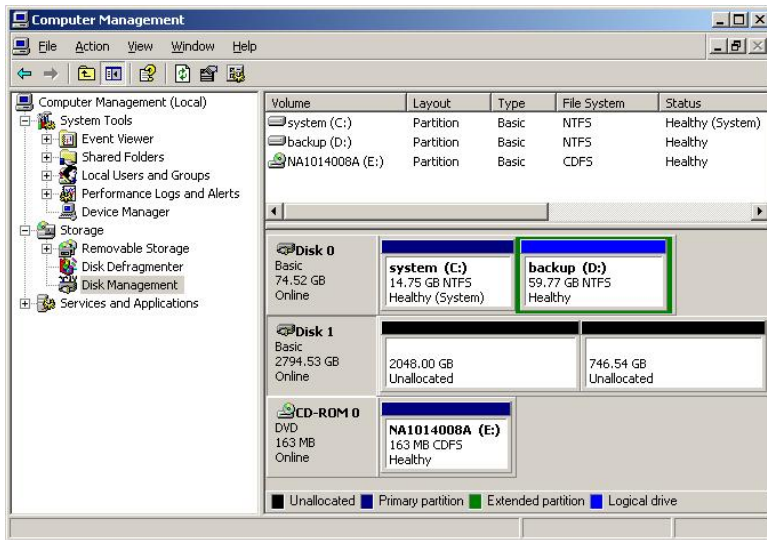 Computer Management
File Action View Window Help
Computer Management (Local)
System Tools
Event Viewer
Shared Folders
Local Users and Groups
Performance Logs and Alerts
Device Manager
Storage
Removable Storage
Disk Defragmenter
Disk Management
Services and Applications
Volume Layout Type File System Status
system (C:) Partition Basic NTFS Healthy (System)
backup (D:) Partition Basic NTFS Healthy
NA1014008A (E:) Partition Basic CDFS Healthy
Disk 0
Basic
74.52 GB
Online
system (C:)
14.75 GB NTFS
Healthy (System)
backup (D:)
59.77 GB NTFS
Healthy
Disk 1
Basic
2794.53 GB
Online
2048.00 GB
Unallocated
746.54 GB
Unallocated
CD-ROM 0
DVD
163 MB
Online
NA1014008A (E:)
163 MB CDFS
Healthy
Unallocated Primary partition Extended partition Logical drive